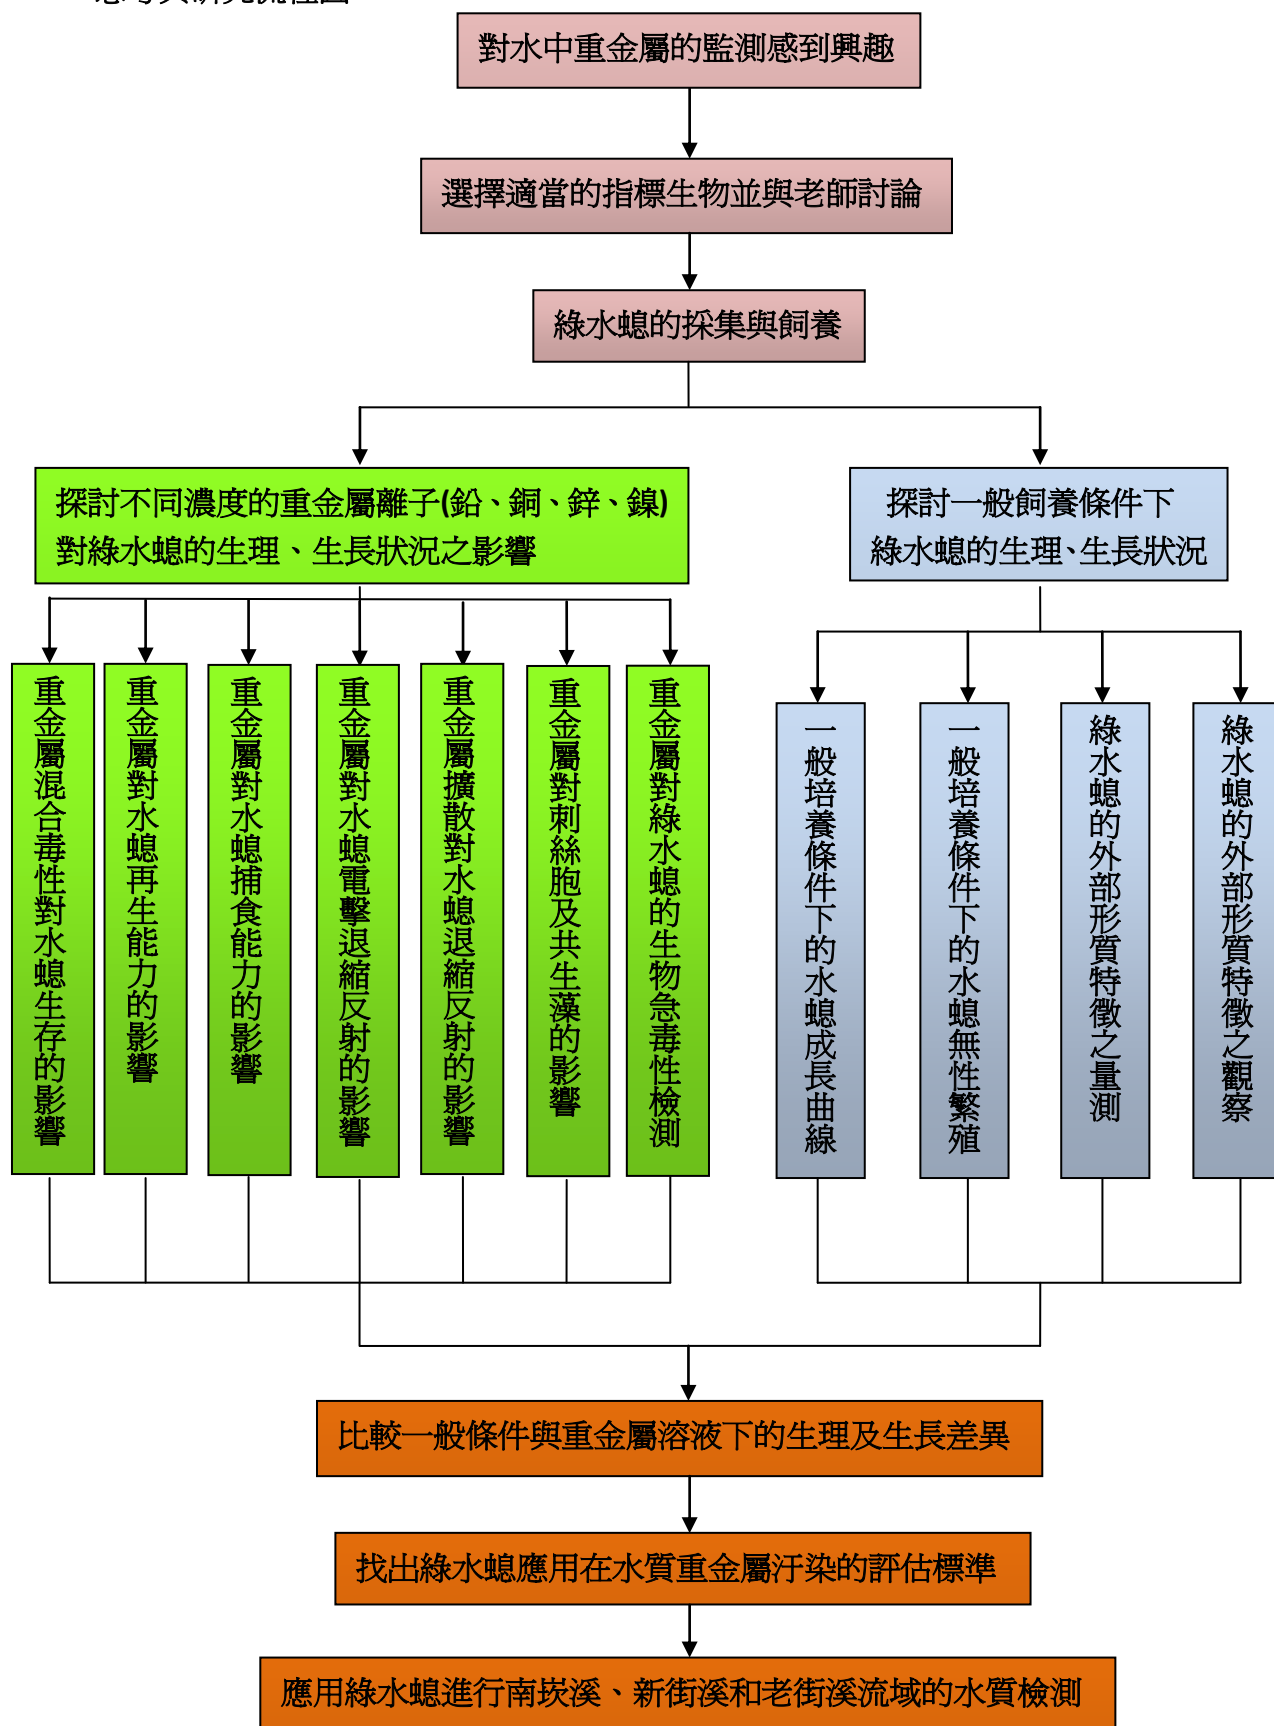 對水中重金屬的監測感到興趣
選擇適當的指標生物並與老師討論
綠水螅的採集與飼養
探討不同濃度的重金屬離子(鉛、銅、鋅、鎳)
對綠水螅的生理、生長狀況之影響
探討一般飼養條件下
綠水螅的生理、生長狀況
重金屬混合毒性對水螅生存的影響
重金屬對水螅再生能力的影響
重金屬對水螅捕食能力的影響
重金屬對水螅電擊退縮反射的影響
重金屬擴散對水螅退縮反射的影響
重金屬對刺絲胞及共生藻的影響
重金屬對綠水螅的生物急毒性檢測
一般培養條件下的水螅成長曲線
一般培養條件下的水螅無性繁殖
綠水螅的外部形質特徵之量測
綠水螅的外部形質特徵之觀察
比較一般條件與重金屬溶液下的生理及生長差異
找出綠水螅應用在水質重金屬汙染的評估標準
應用綠水螅進行南崁溪、新街溪和老街溪流域的水質檢測